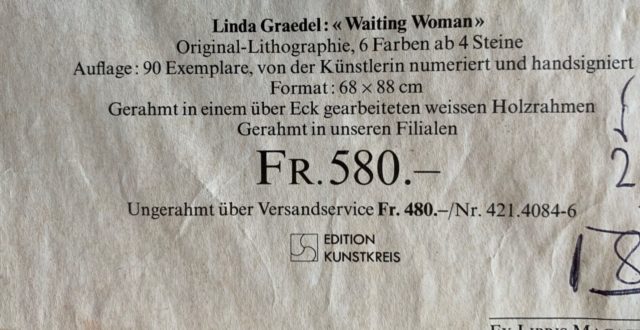 Linda Graedel: « Waiting Woman »
Original-Lithographie, 6 Farben ab 4 Steine
Auflage: 90 Exemplare, von der Künstlerin numeriert und handsigniert
Format: 68 × 88 cm
Gerahmt in einem über Eck gearbeiteten weissen Holzrahmen
Gerahmt in unseren Filialen
FR. 580.–
2
Ungerahmt über Versandservice Fr. 480.–/Nr. 421.4084-6
18
EDITION
KUNSTKREIS
EX LIBRIS